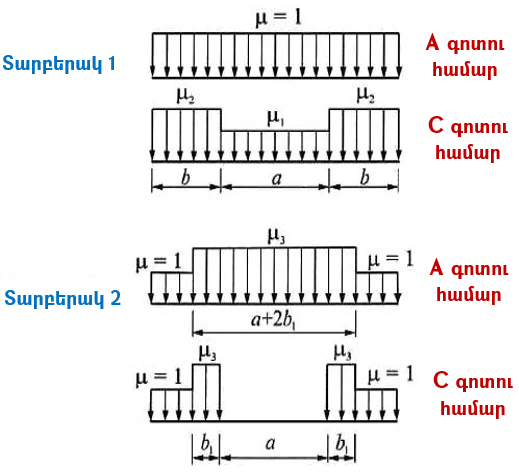 μ = 1
Տարբերակ 1
A գոտու
համար
μ₂
μ₁
μ₂
C գոտու
համար
b
a
b
μ₃
μ = 1
μ = 1
Տարբերակ 2
A գոտու
համար
a+2b₁
μ₃
μ₃
μ = 1
μ = 1
C գոտու
համար
b₁
a
b₁